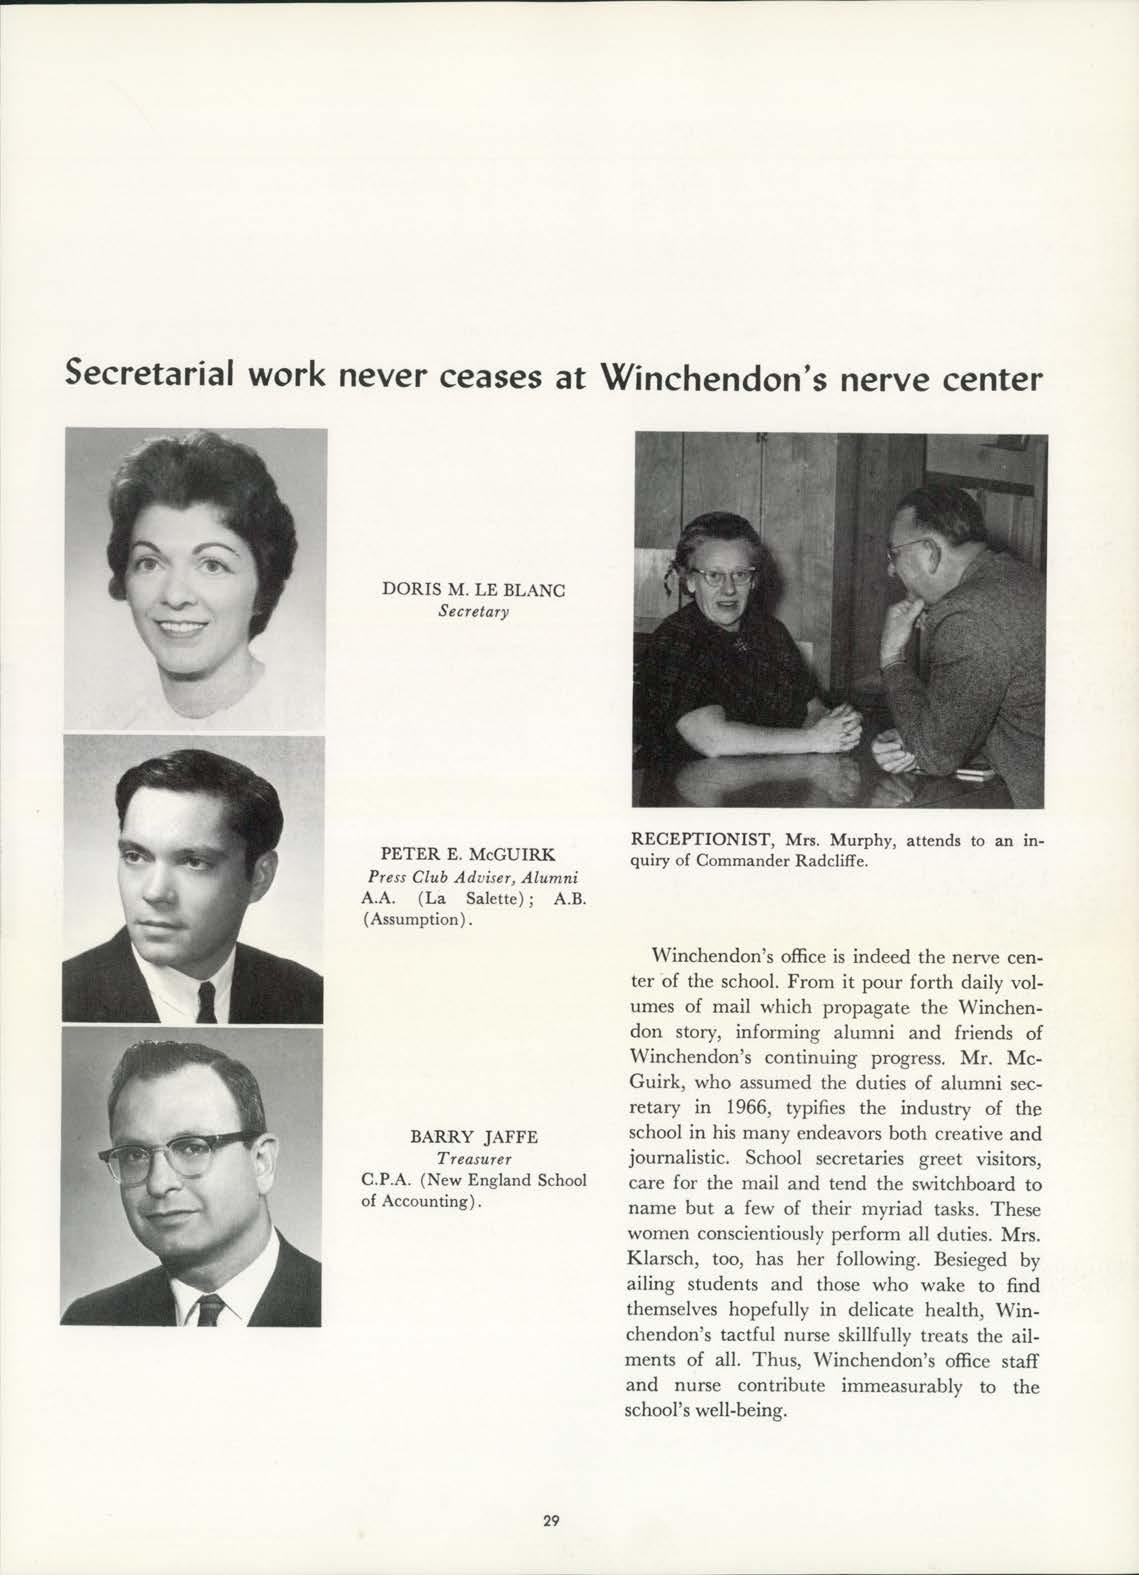 Secretarial work never ceases at Winchendon's nerve center
DORIS M. LE BLANC
Secretary
PETER E. McGUIRK
Press Club Adviser, Alumni
A.A. (La Salette); A.B.
(Assumption).
BARRY JAFFE
Treasurer
C.P.A. (New England School
of Accounting).
RECEPTIONIST, Mrs. Murphy, attends to an in-
quiry of Commander Radcliffe.
Winchendon's office is indeed the nerve cen-
ter of the school. From it pour forth daily vol-
umes of mail which propagate the Winchen-
don story, informing alumni and friends of
Winchendon's continuing progress. Mr. Mc-
Guirk, who assumed the duties of alumni sec-
retary in 1966, typifies the industry of the
school in his many endeavors both creative and
journalistic. School secretaries greet visitors,
care for the mail and tend the switchboard to
name but a few of their myriad tasks. These
women conscientiously perform all duties. Mrs.
Klarsch, too, has her following. Besieged by
ailing students and those who wake to find
themselves hopefully in delicate health, Win-
chendon's tactful nurse skillfully treats the ail-
ments of all. Thus, Winchendon's office staff
and nurse contribute immeasurably to the
school's well-being.
29